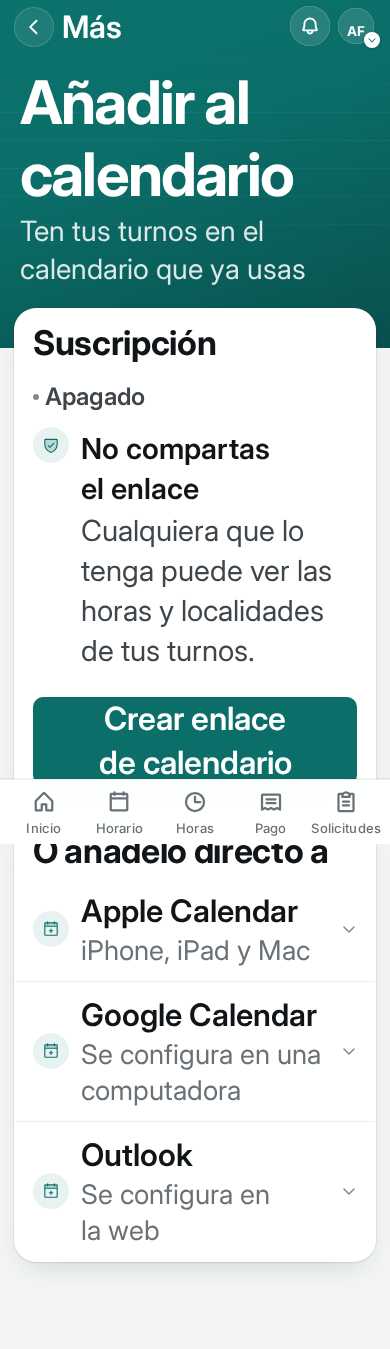 Más
AF
Añadir al
calendario
Ten tus turnos en el
calendario que ya usas
Suscripción
Apagado
No compartas
el enlace
Cualquiera que lo
tenga puede ver las
horas y localidades
de tus turnos.
Crear enlace
de calendario
Inicio
Horario
Horas
Pago
Solicitudes
O añádelo directo a
Apple Calendar
iPhone, iPad y Mac
Google Calendar
Se configura en una
computadora
Outlook
Se configura en
la web